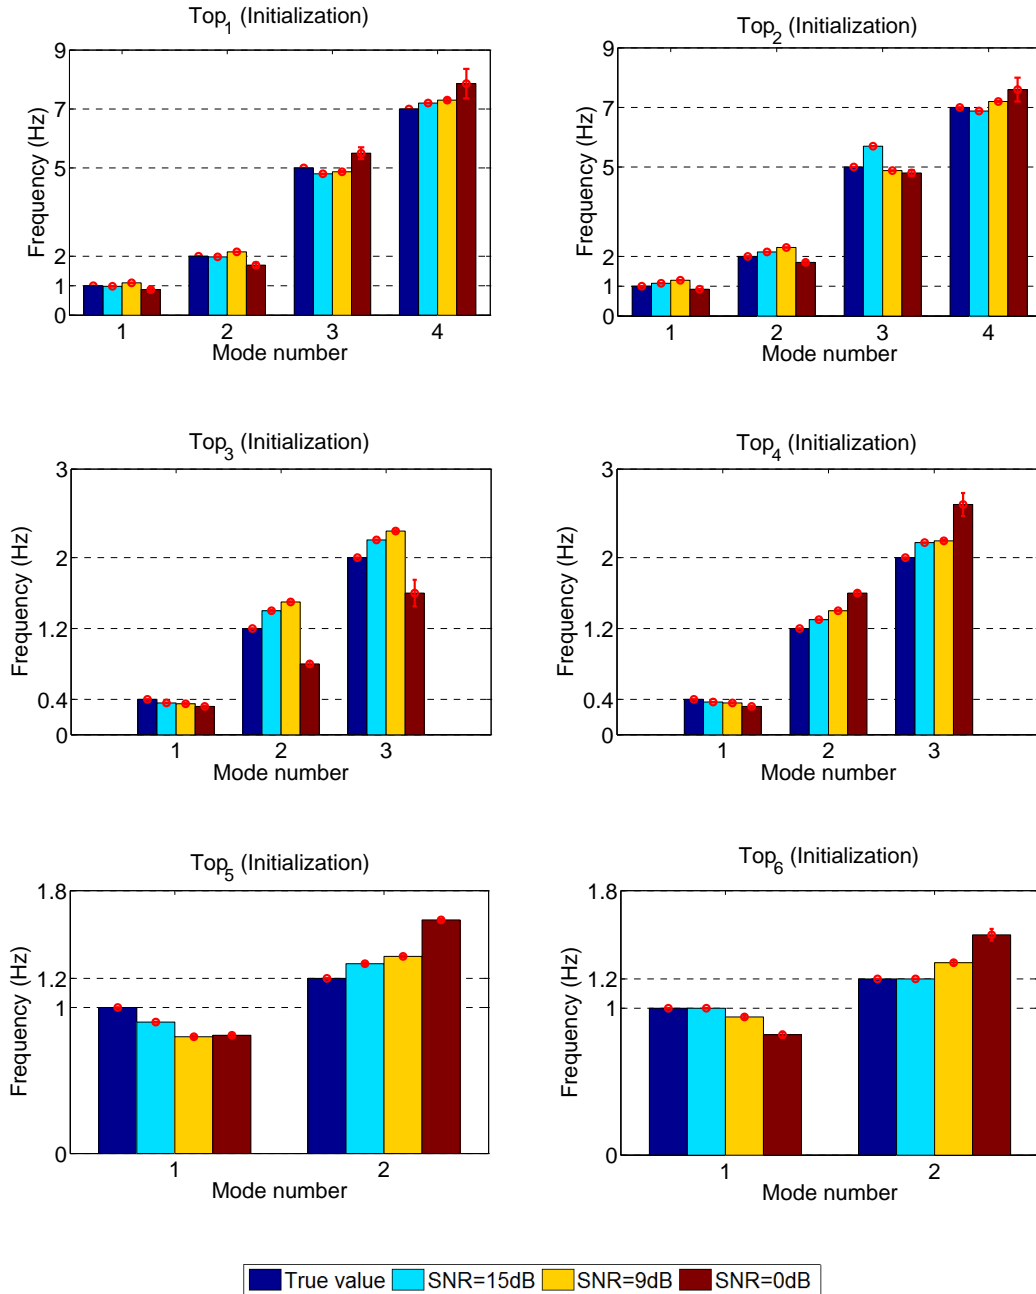 Top1 (Initialization)
Frequency (Hz)
9
7
5
2
1
0
1 2 3 4
Mode number
Top2 (Initialization)
Frequency (Hz)
9
7
5
2
1
0
1 2 3 4
Mode number
Top3 (Initialization)
Frequency (Hz)
3
2
1.2
0.4
0
1 2 3
Mode number
Top4 (Initialization)
Frequency (Hz)
3
2
1.2
0.4
0
1 2 3
Mode number
Top5 (Initialization)
Frequency (Hz)
1.8
1.2
1
0
1 2
Mode number
Top6 (Initialization)
Frequency (Hz)
1.8
1.2
1
0
1 2
Mode number
True value SNR=15dB SNR=9dB SNR=0dB